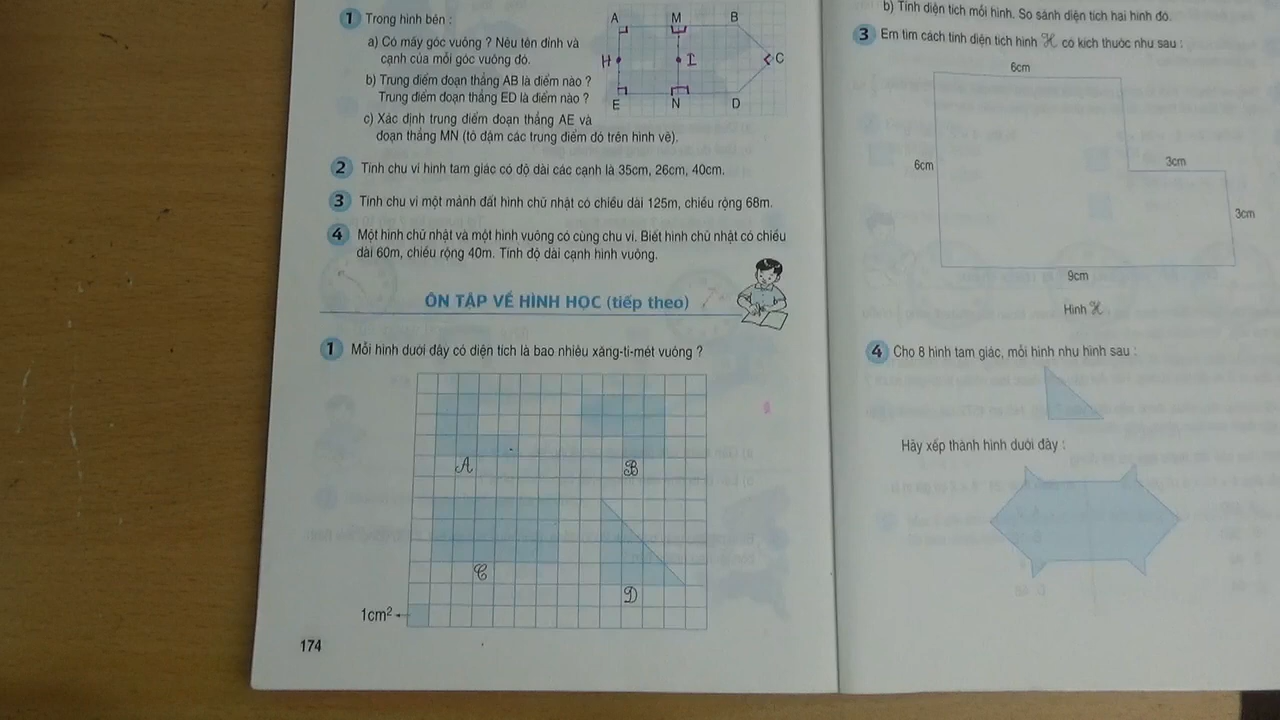 1 Trong hình bên :
a) Có mấy góc vuông ? Nêu tên đỉnh và
cạnh của mỗi góc vuông đó.
b) Trung điểm đoạn thẳng AB là điểm nào ?
Trung điểm đoạn thẳng ED là điểm nào ?
c) Xác định trung điểm đoạn thẳng AE và
đoạn thẳng MN (tô đậm các trung điểm đó trên hình vẽ).
A M B
H I C
E N D
2 Tính chu vi hình tam giác có độ dài các cạnh là 35cm, 26cm, 40cm.
3 Tính chu vi một mảnh đất hình chữ nhật có chiều dài 125m, chiều rộng 68m.
4 Một hình chữ nhật và một hình vuông có cùng chu vi. Biết hình chữ nhật có chiều
dài 60m, chiều rộng 40m. Tính độ dài cạnh hình vuông.
ÔN TẬP VỀ HÌNH HỌC (tiếp theo)
1 Mỗi hình dưới đây có diện tích là bao nhiêu xăng-ti-mét vuông ?
A B
C D
1cm²
174
b) Tính diện tích mỗi hình. So sánh diện tích hai hình đó.
3 Em tìm cách tính diện tích hình H có kích thước như sau :
6cm
6cm
3cm
3cm
9cm
Hình H
4 Cho 8 hình tam giác, mỗi hình như hình sau :
Hãy xếp thành hình dưới đây :